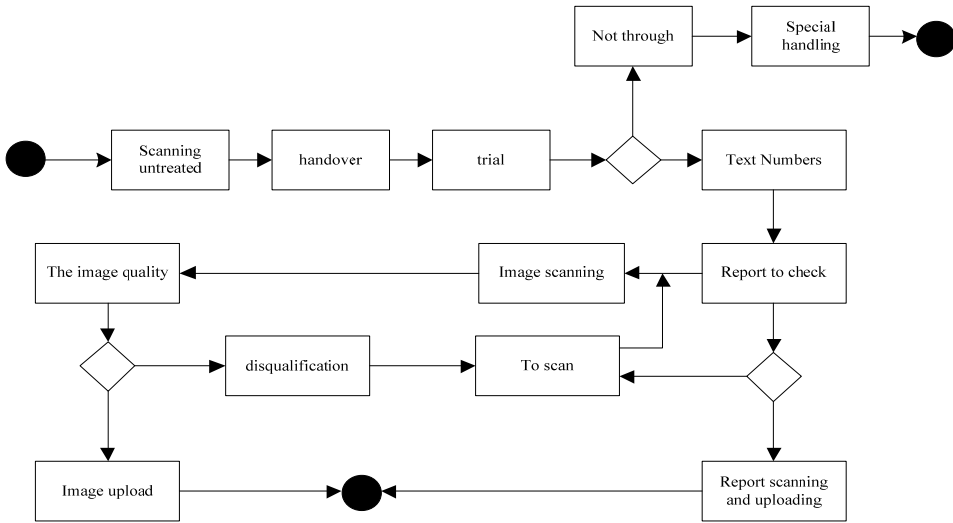 Not through
Special
handling
Scanning
untreated
handover
trial
Text Numbers
The image quality
Image scanning
Report to check
disqualification
To scan
Image upload
Report scanning
and uploading